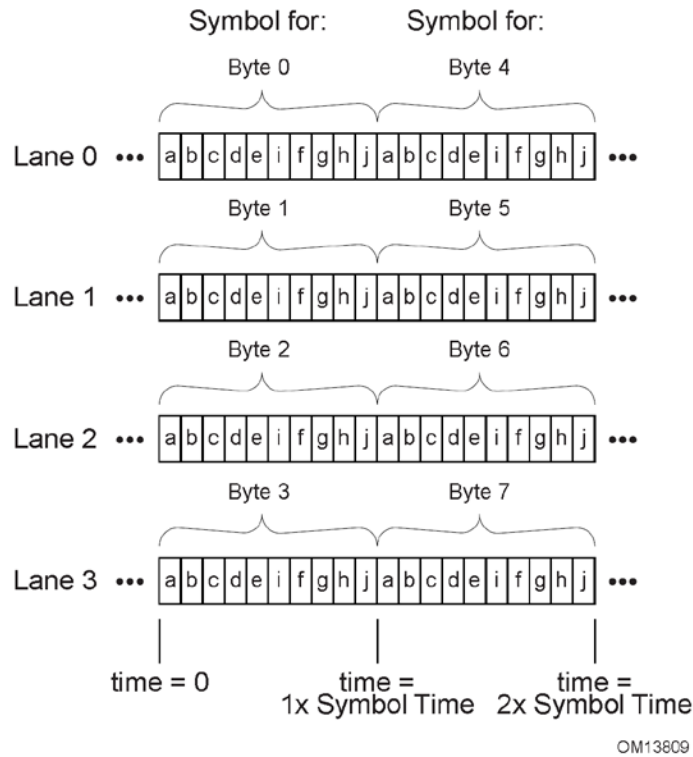 Symbol for: Symbol for:
Byte 0 Byte 4
Lane 0 ••• a b c d e i f g h j a b c d e i f g h j •••
Byte 1 Byte 5
Lane 1 ••• a b c d e i f g h j a b c d e i f g h j •••
Byte 2 Byte 6
Lane 2 ••• a b c d e i f g h j a b c d e i f g h j •••
Byte 3 Byte 7
Lane 3 ••• a b c d e i f g h j a b c d e i f g h j •••
time = 0 time = time =
1x Symbol Time 2x Symbol Time
OM13809